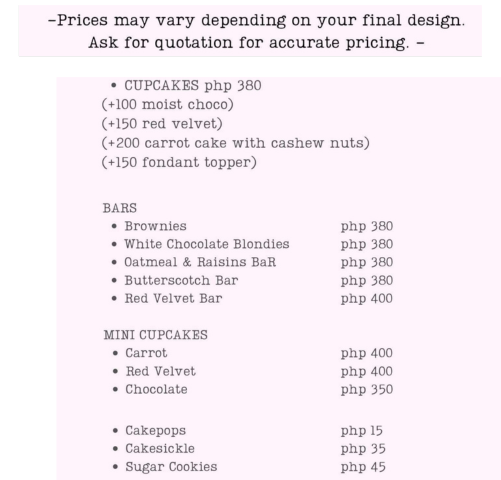 -Prices may vary depending on your final design.
Ask for quotation for accurate pricing. -
• CUPCAKES php 380
(+100 moist choco)
(+150 red velvet)
(+200 carrot cake with cashew nuts)
(+150 fondant topper)
BARS
• Brownies php 380
• White Chocolate Blondies php 380
• Oatmeal & Raisins BaR php 380
• Butterscotch Bar php 380
• Red Velvet Bar php 400
MINI CUPCAKES
• Carrot php 400
• Red Velvet php 400
• Chocolate php 350
• Cakepops php 15
• Cakesickle php 35
• Sugar Cookies php 45